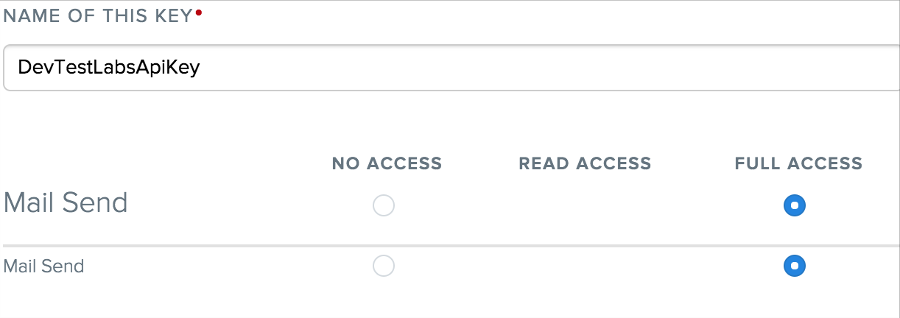 NAME OF THIS KEY•
DevTestLabsApiKey
NO ACCESS READ ACCESS FULL ACCESS
Mail Send
Mail Send